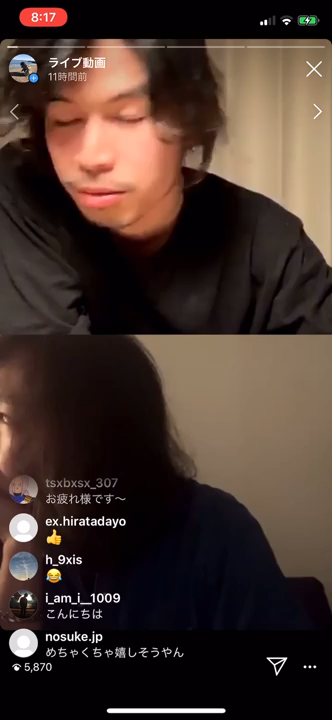 8:17
ライブ動画
11時間前
tsxbxsx_307
お疲れ様です〜
ex.hiratadayo
👍
h_9xis
😂
i_am_i__1009
こんにちは
nosuke.jp
めちゃくちゃ嬉しそうやん
5,870